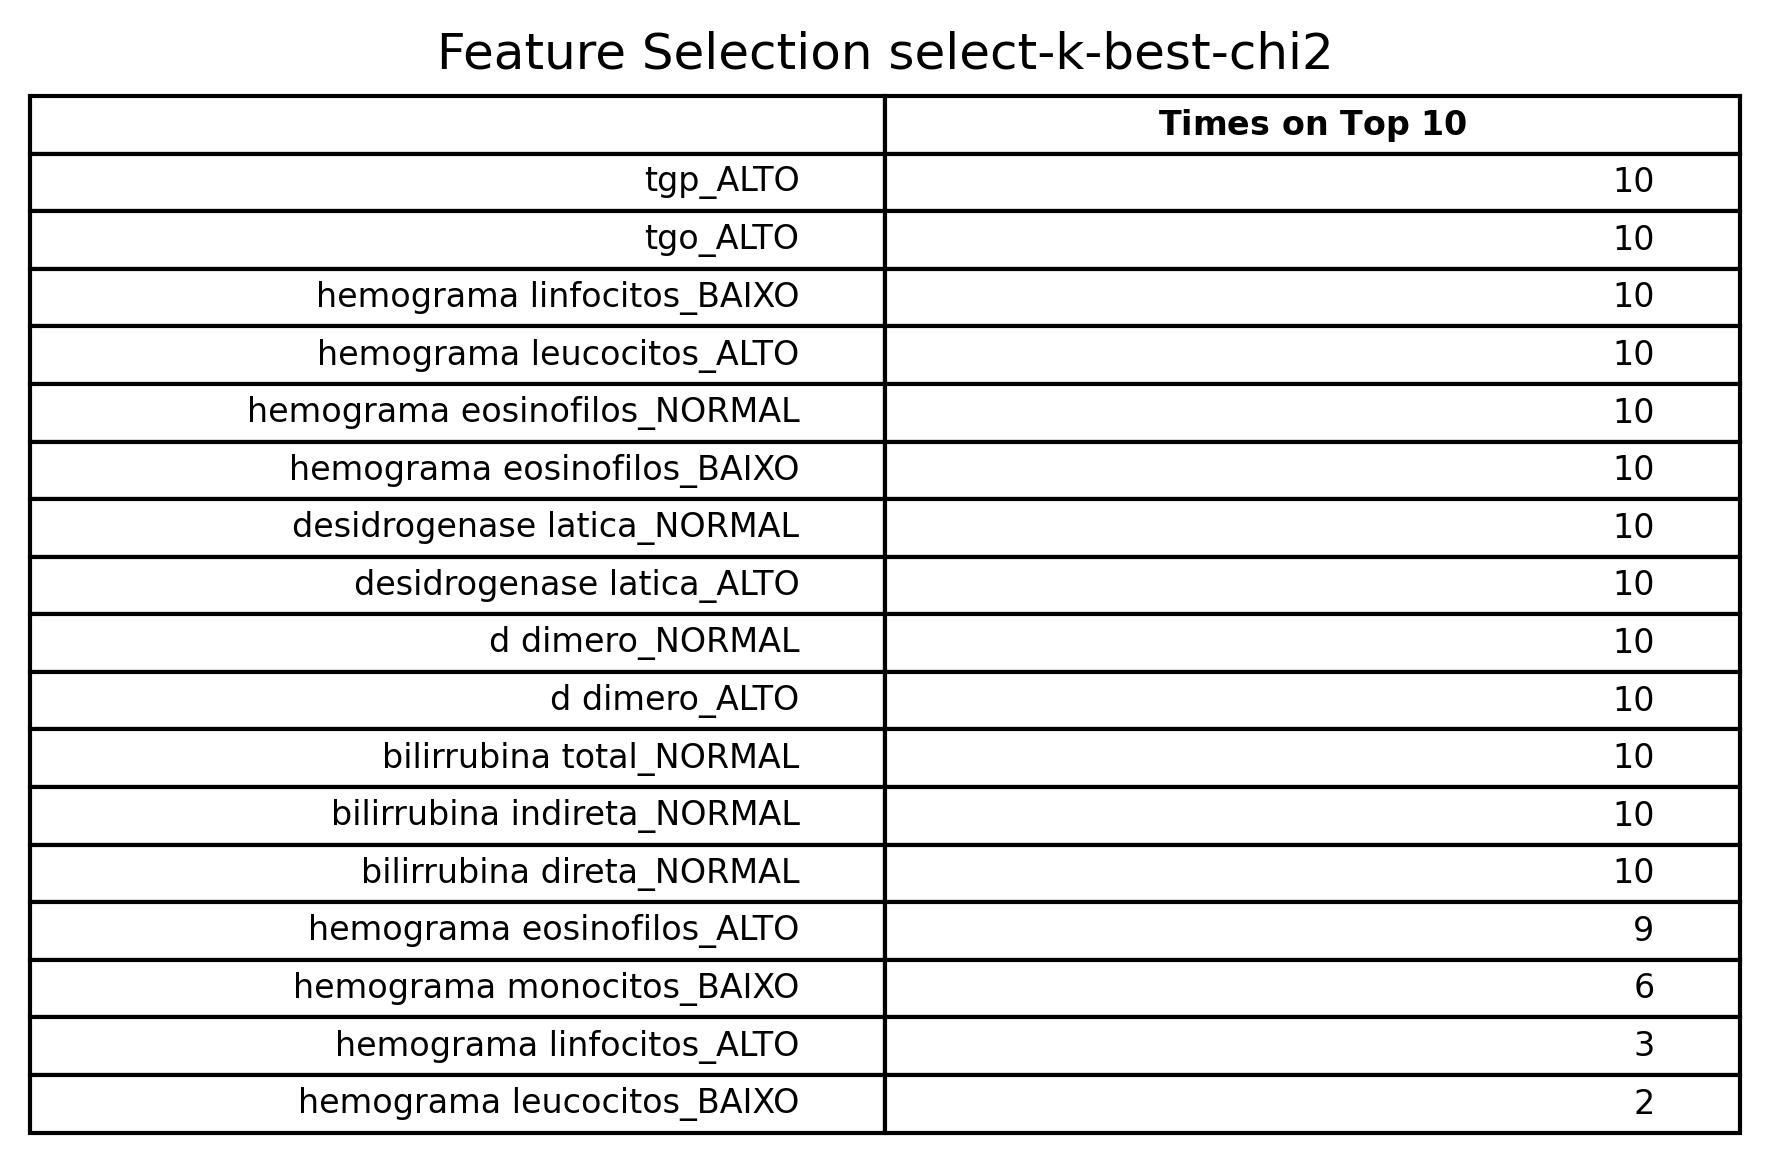 Feature Selection select-k-best-chi2
Times on Top 10
tgp_ALTO 10
tgo_ALTO 10
hemograma linfocitos_BAIXO 10
hemograma leucocitos_ALTO 10
hemograma eosinofilos_NORMAL 10
hemograma eosinofilos_BAIXO 10
desidrogenase latica_NORMAL 10
desidrogenase latica_ALTO 10
d dimero_NORMAL 10
d dimero_ALTO 10
bilirrubina total_NORMAL 10
bilirrubina indireta_NORMAL 10
bilirrubina direta_NORMAL 10
hemograma eosinofilos_ALTO 9
hemograma monocitos_BAIXO 6
hemograma linfocitos_ALTO 3
hemograma leucocitos_BAIXO 2